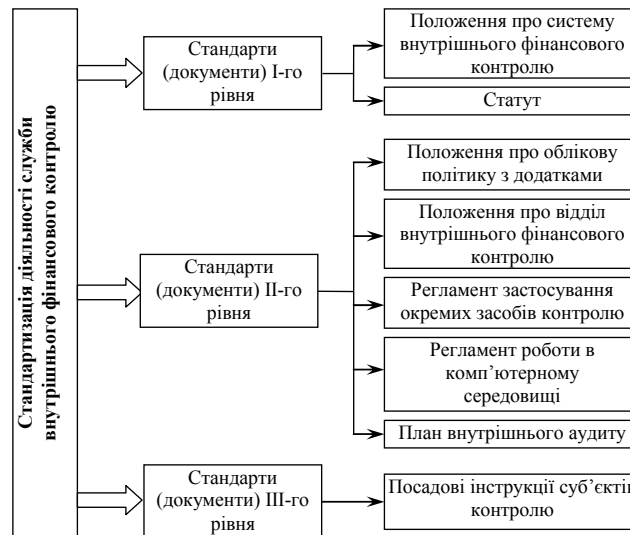 Стандартизація діяльності служби
внутрішнього фінансового контролю
Стандарти
(документи) І-го
рівня
Положення про систему
внутрішнього фінансового
контролю
Статут
Стандарти
(документи) ІІ-го
рівня
Положення про облікову
політику з додатками
Положення про відділ
внутрішнього фінансового
контролю
Регламент застосування
окремих засобів контролю
Регламент роботи в
комп’ютерному
середовищі
План внутрішнього аудиту
Стандарти
(документи) ІІІ-го
рівня
Посадові інструкції суб’єктів
контролю